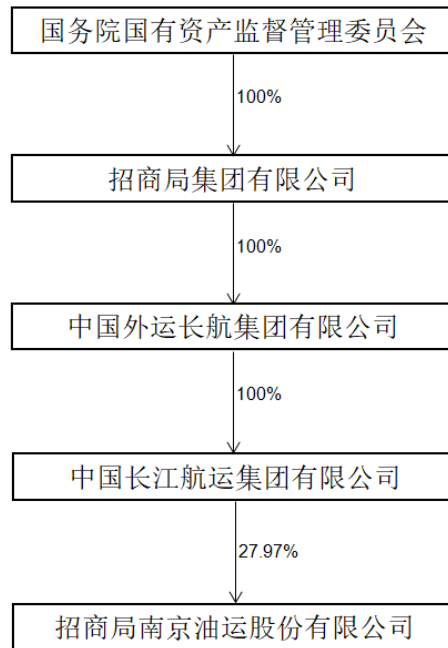 国务院国有资产监督管理委员会
100%
招商局集团有限公司
100%
中国外运长航集团有限公司
100%
中国长江航运集团有限公司
27.97%
招商局南京油运股份有限公司